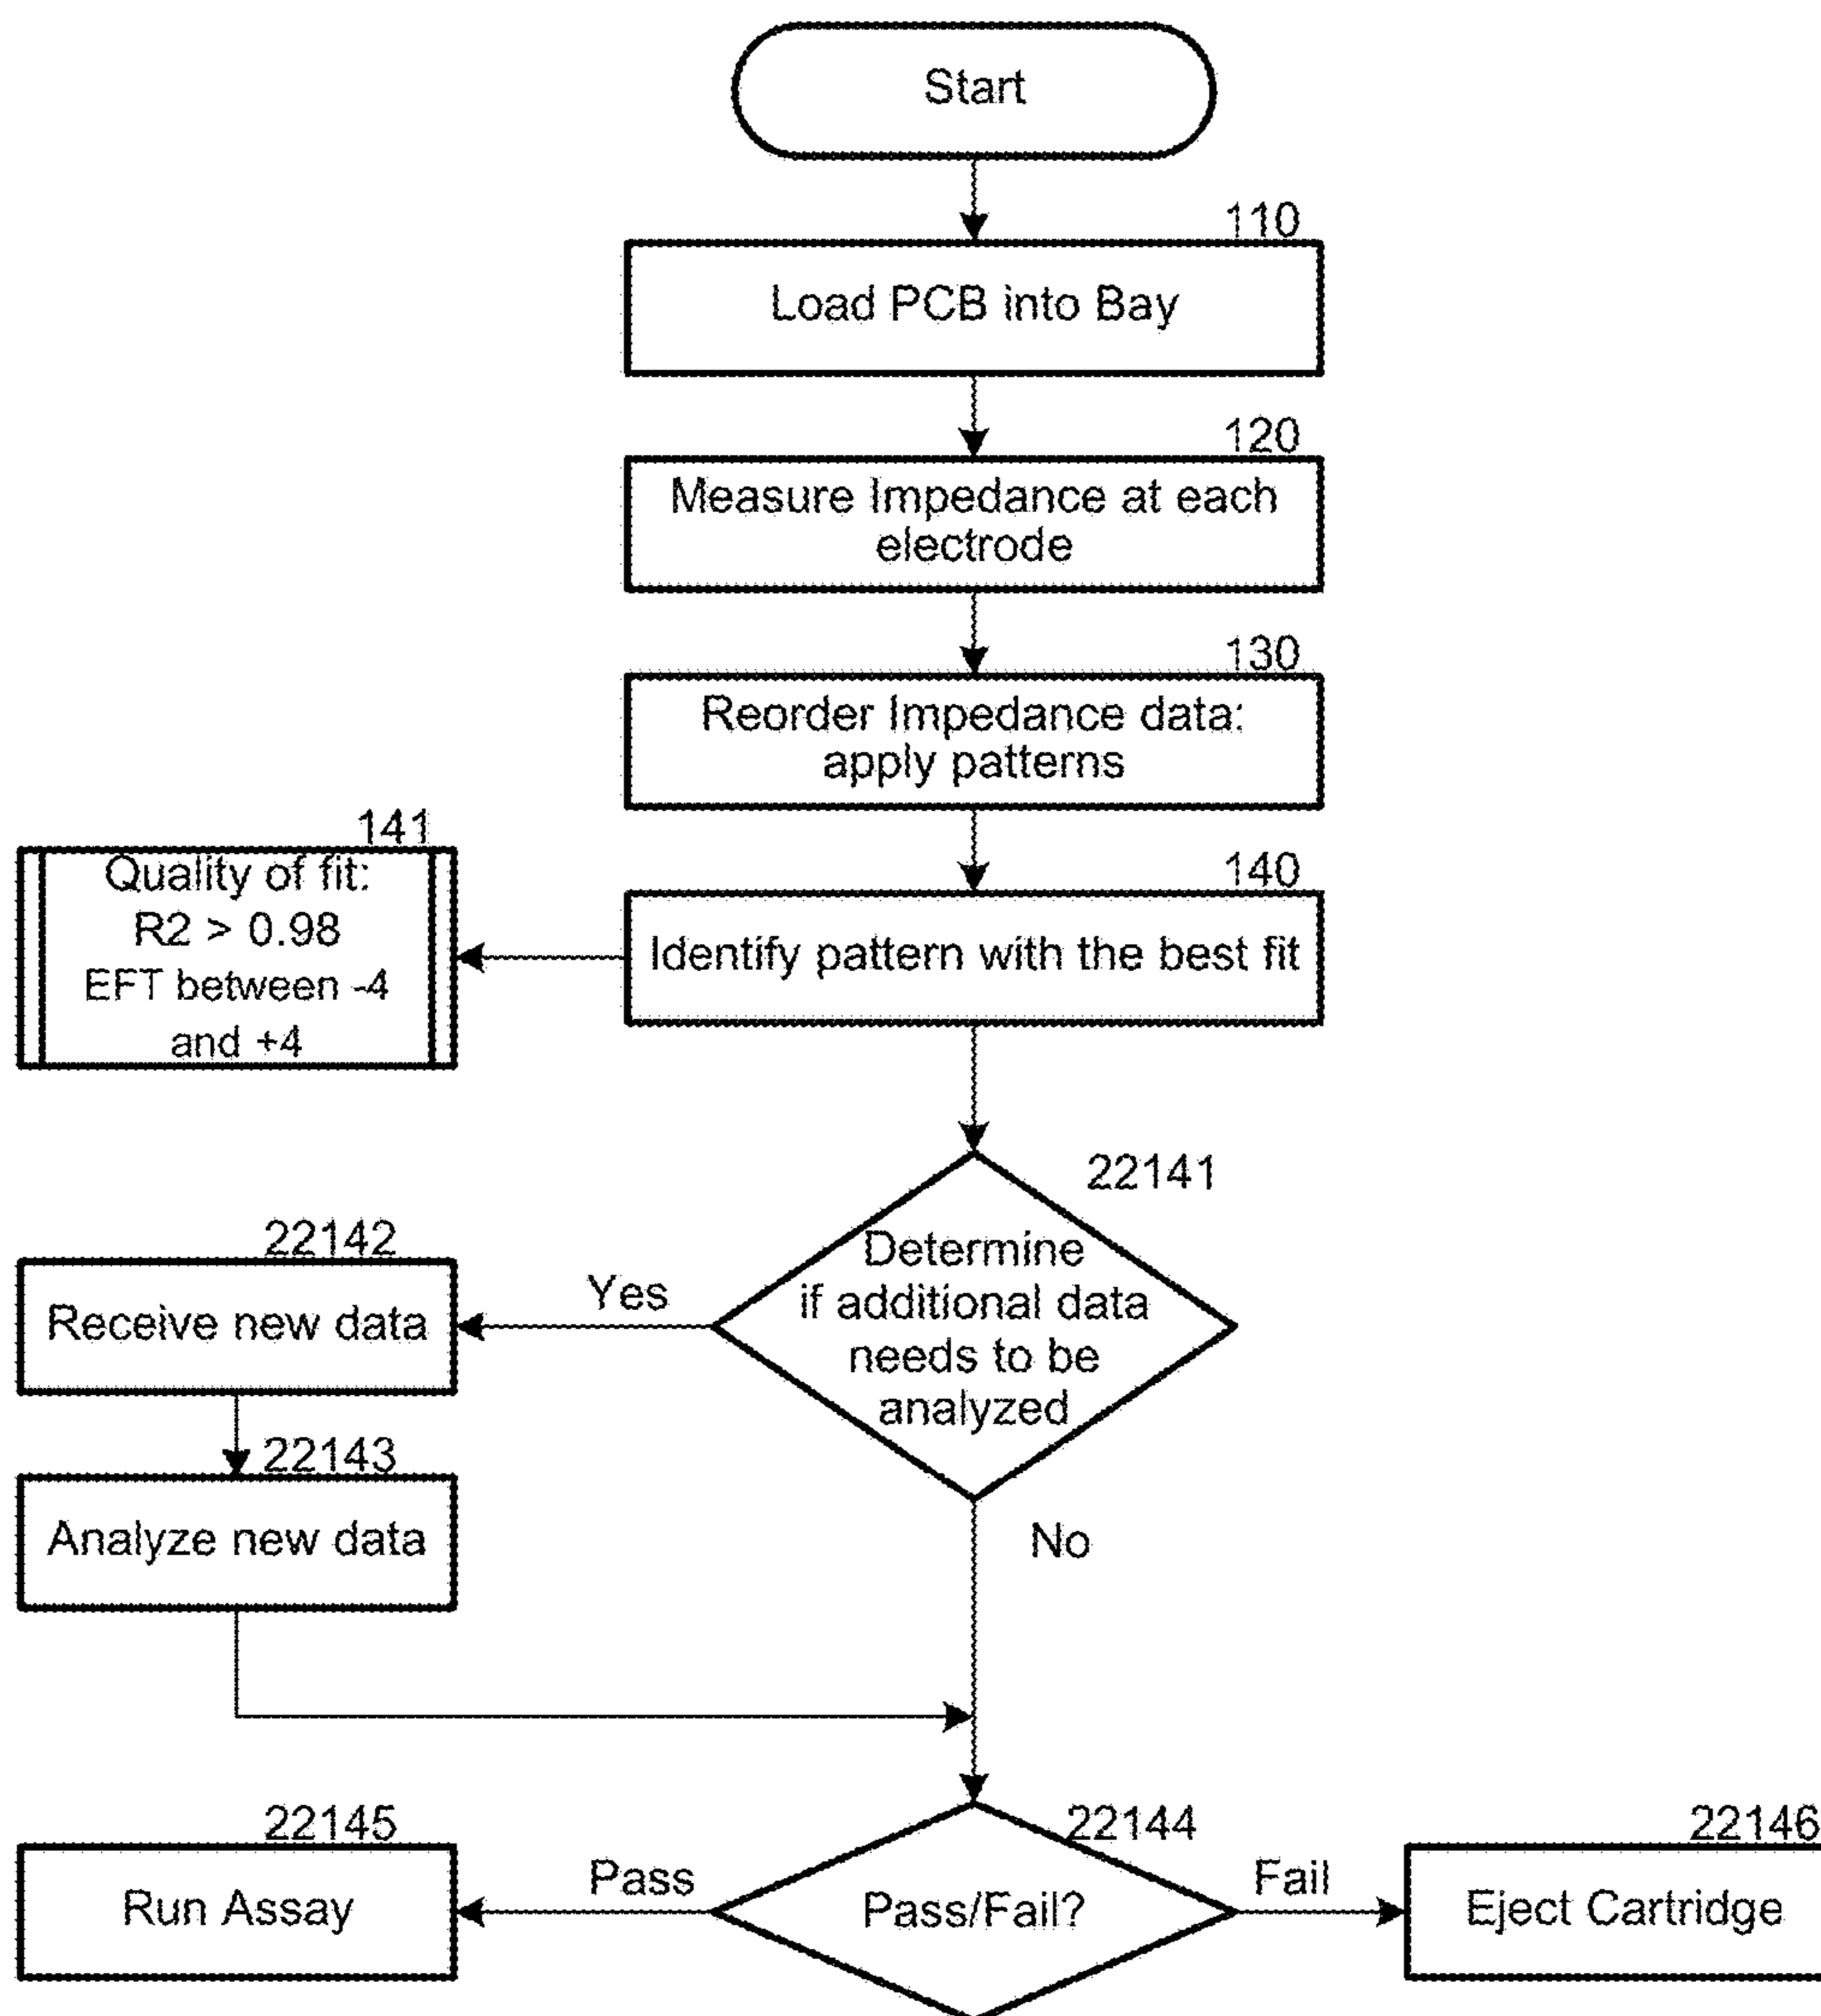 Start
110
Load PCB into Bay
120
Measure Impedance at each
electrode
130
Reorder Impedance data:
apply patterns
141
Quality of fit:
R2 > 0.98
EFT between -4
and +4
140
Identify pattern with the best fit
22141
Determine
if additional data
needs to be
analyzed
Yes
22142
Receive new data
22143
Analyze new data
No
22145
Run Assay
Pass
22144
Pass/Fail?
Fail
22146
Eject Cartridge